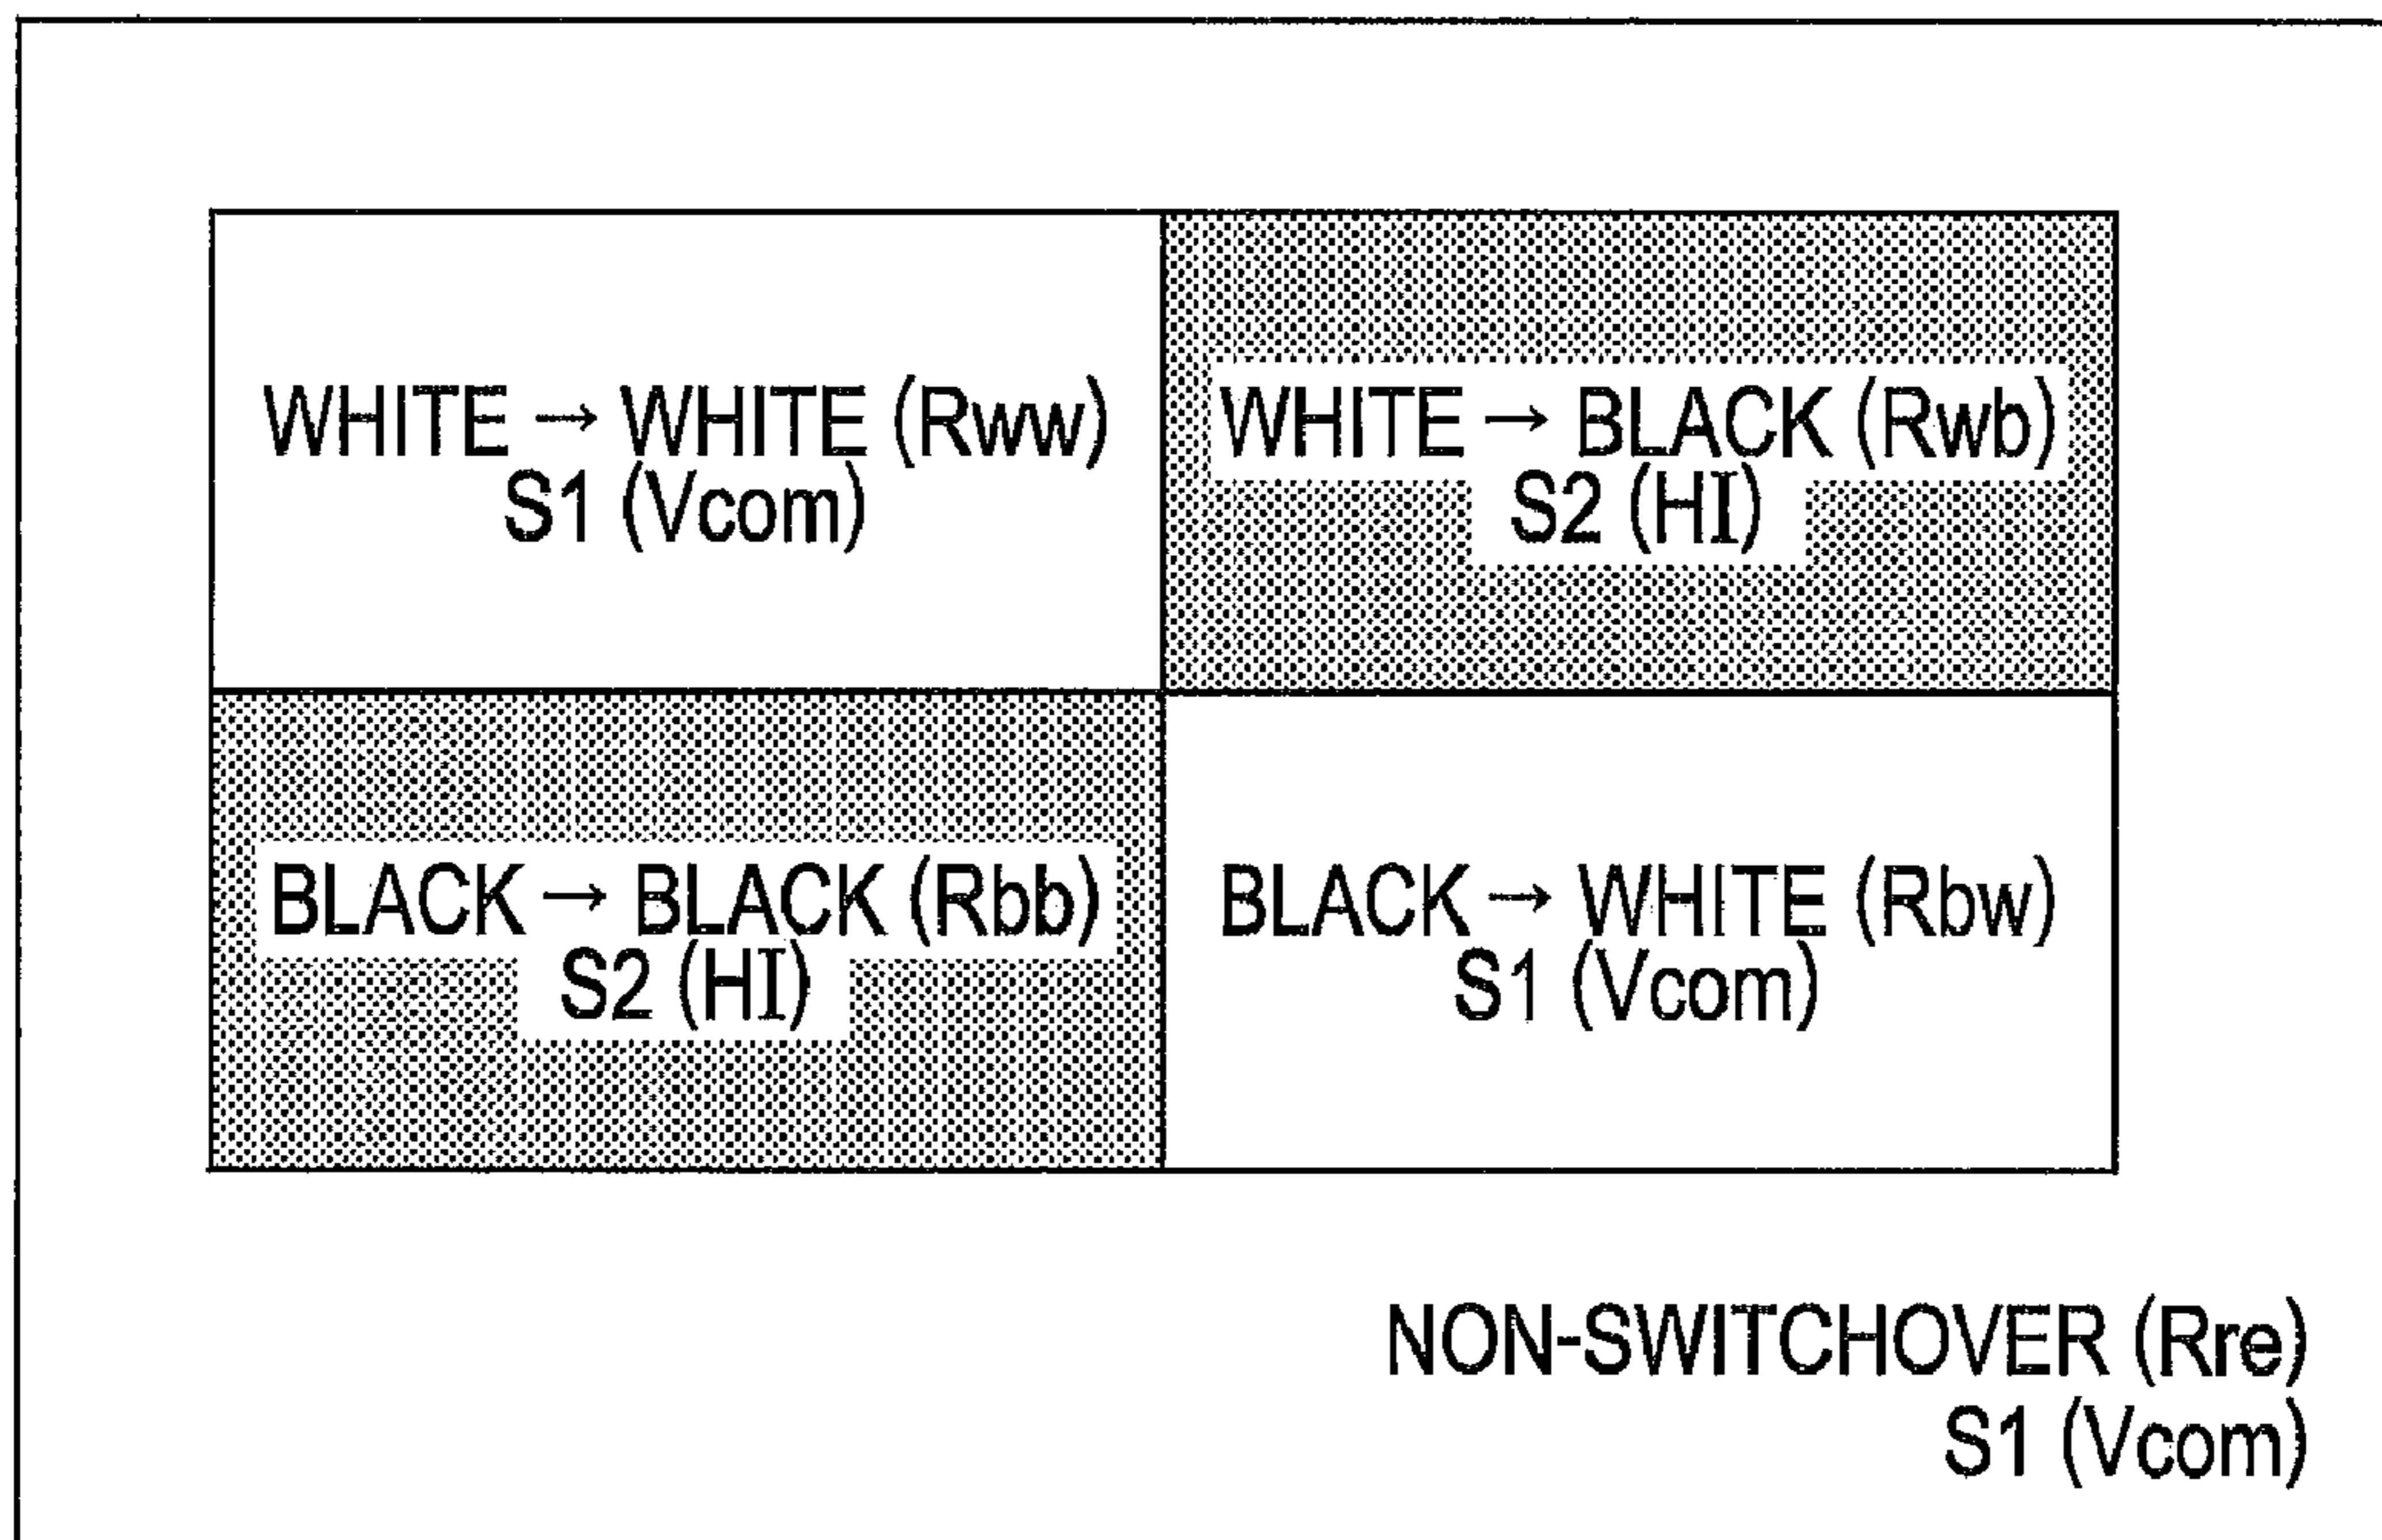 WHITE → WHITE (Rww)
S1 (Vcom)
WHITE → BLACK (Rwb)
S2 (HI)
BLACK → BLACK (Rbb)
S2 (HI)
BLACK → WHITE (Rbw)
S1 (Vcom)
NON-SWITCHOVER (Rre)
S1 (Vcom)